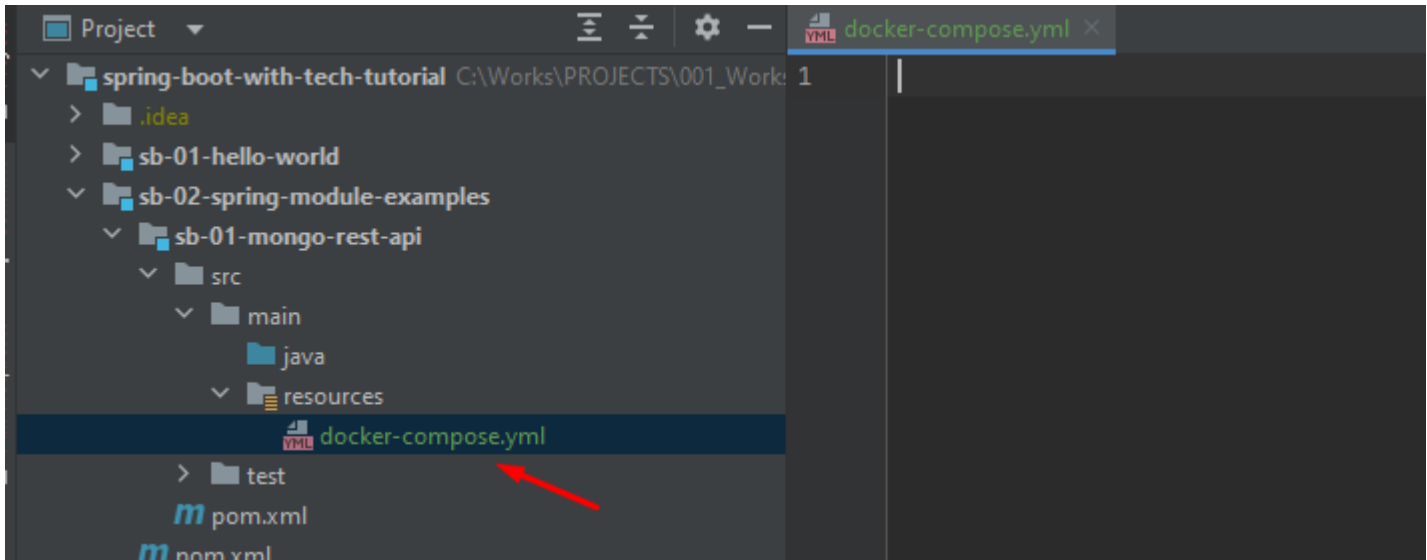 Project
docker-compose.yml
spring-boot-with-tech-tutorial C:\Works\PROJECTS\001_Works
1
.idea
sb-01-hello-world
sb-02-spring-module-examples
sb-01-mongo-rest-api
src
main
java
resources
YML docker-compose.yml
test
m pom.xml
m pom.xml